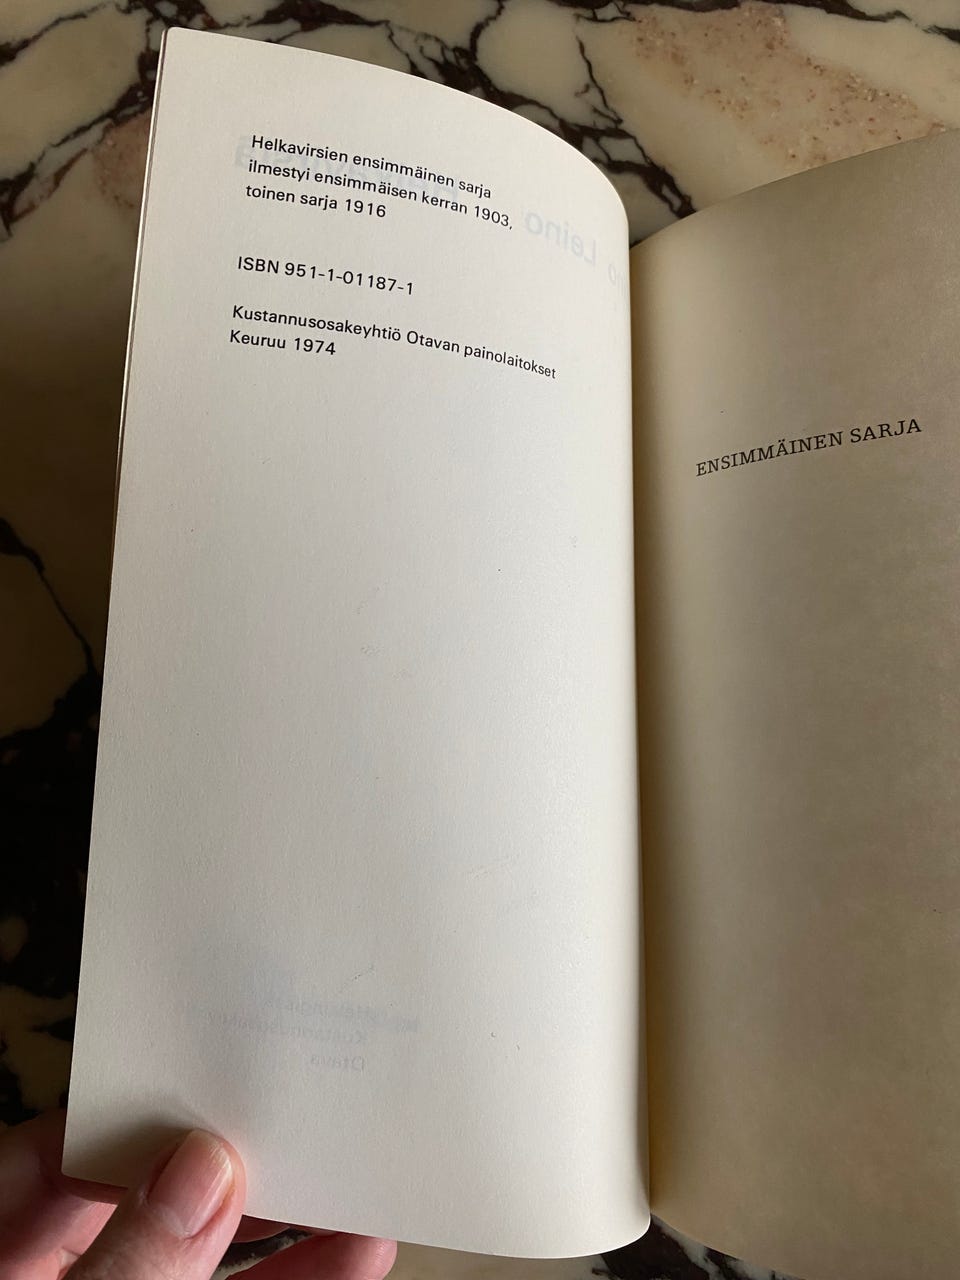 Helkavirsien ensimmäinen sarja
ilmestyi ensimmäisen kerran 1903,
toinen sarja 1916
ISBN 951-1-01187-1
Kustannusosakeyhtiö Otavan painolaitokset
Keuruu 1974
ENSIMMÄINEN SARJA